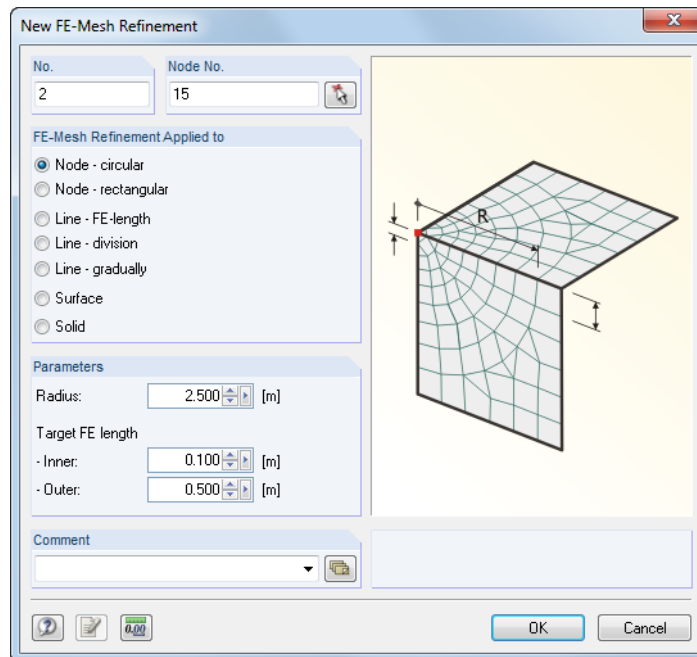 New FE-Mesh Refinement
x
No. Node No.
2 15
FE-Mesh Refinement Applied to
Node - circular
Node - rectangular
Line - FE-length
Line - division
Line - gradually
Surface
Solid
R
Parameters
Radius: 2.500 [m]
Target FE length
- Inner: 0.100 [m]
- Outer: 0.500 [m]
Comment
0.00 OK Cancel